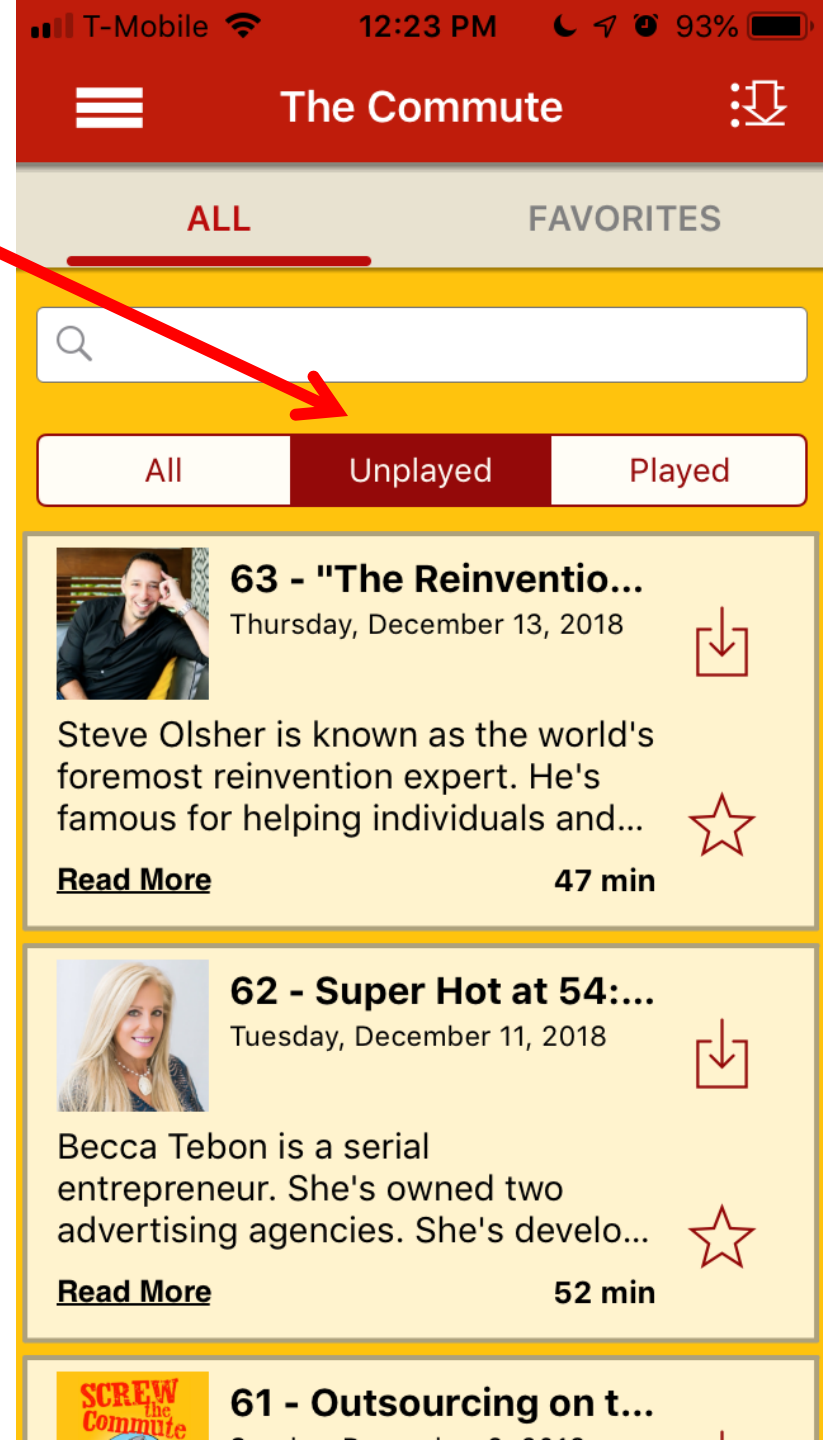 T-Mobile 12:23 PM 93%
The Commute
ALL FAVORITES
All Unplayed Played
63 - "The Reinventio...
Thursday, December 13, 2018
Steve Olsher is known as the world's
foremost reinvention expert. He's
famous for helping individuals and...
Read More 47 min
62 - Super Hot at 54:...
Tuesday, December 11, 2018
Becca Tebon is a serial
entrepreneur. She's owned two
advertising agencies. She's develo...
Read More 52 min
SCREW
the
Commute
61 - Outsourcing on t...